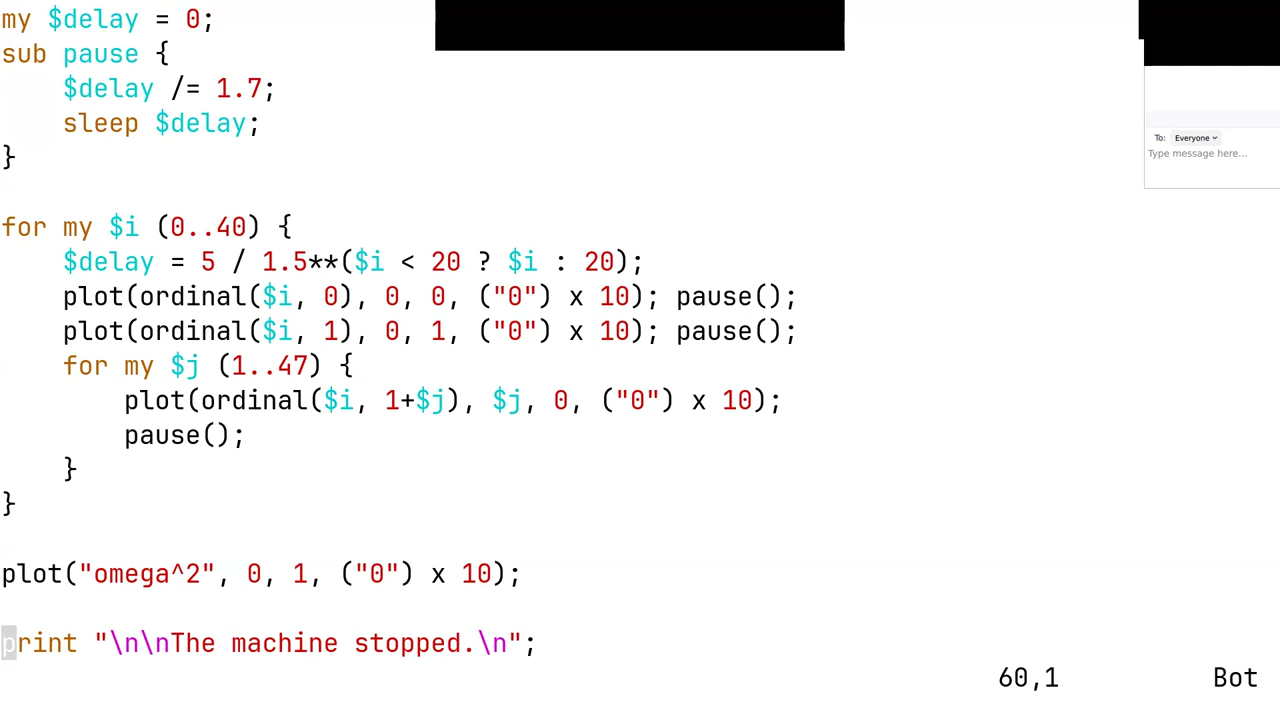 my $delay = 0;
sub pause {
    $delay /= 1.7;
    sleep $delay;
}

for my $i (0..40) {
    $delay = 5 / 1.5**($i < 20 ? $i : 20);
    plot(ordinal($i, 0), 0, 0, ("0") x 10); pause();
    plot(ordinal($i, 1), 0, 1, ("0") x 10); pause();
    for my $j (1..47) {
        plot(ordinal($i, 1+$j), $j, 0, ("0") x 10);
        pause();
    }
}

plot("omega^2", 0, 1, ("0") x 10);

print "\n\nThe machine stopped.\n";
60,1 Bot
To: Everyone
Type message here...